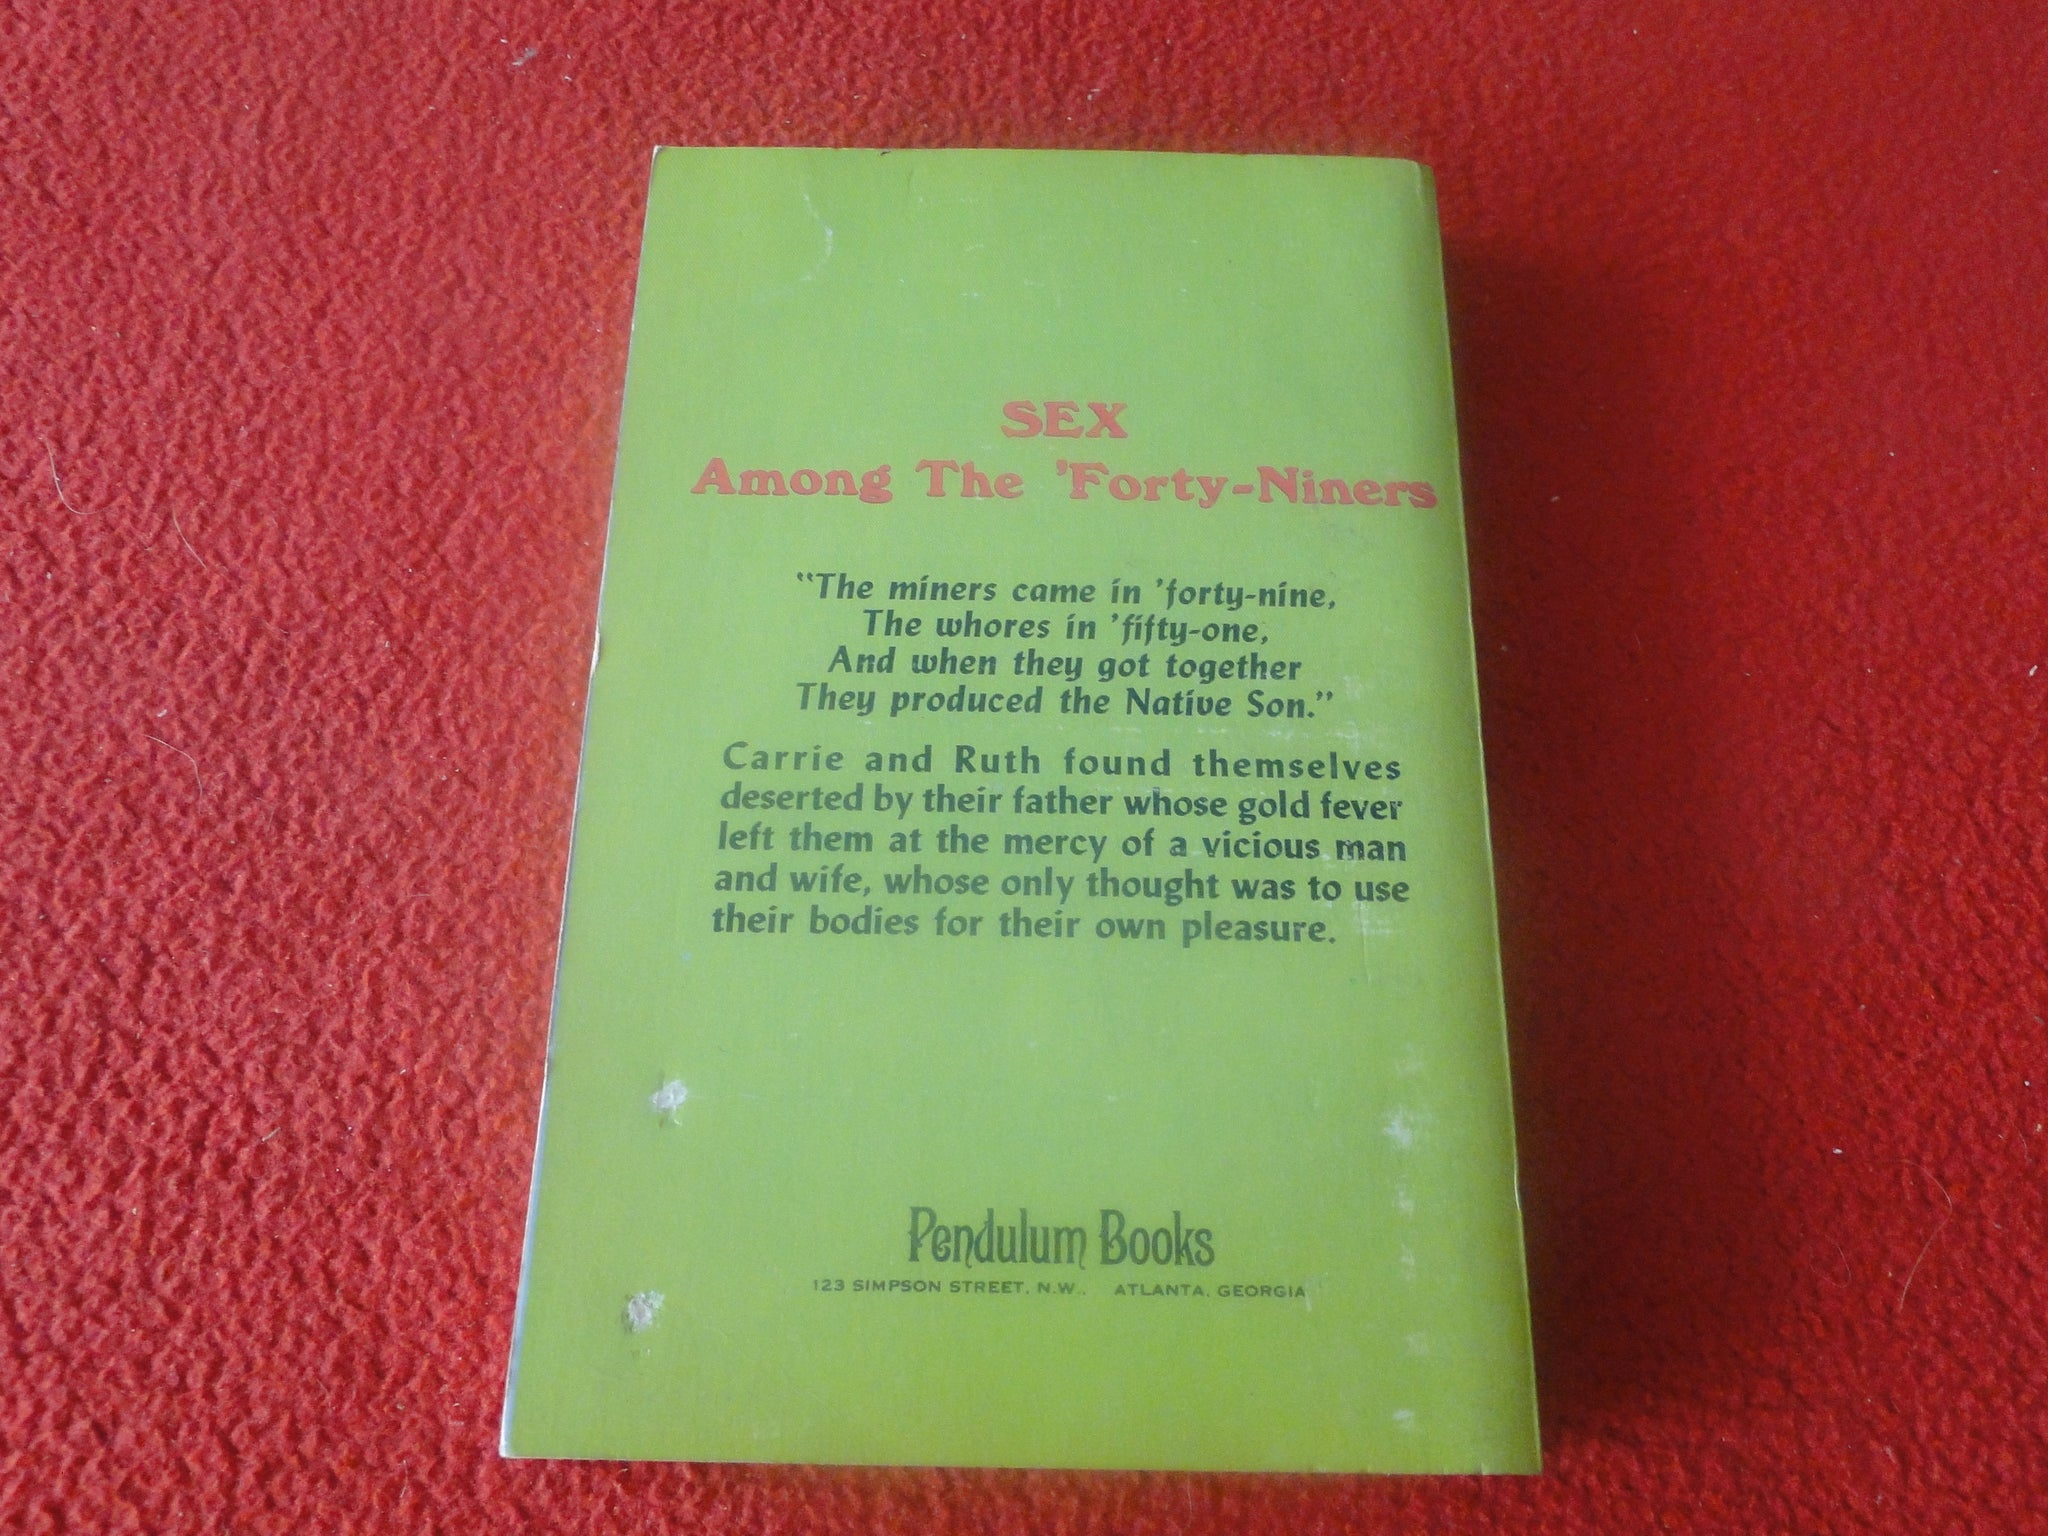 SEX
Among The 'Forty-Niners
"The miners came in 'forty-nine,
The whores in 'fifty-one,
And when they got together
They produced the Native Son."
Carrie and Ruth found themselves
deserted by their father whose gold fever
left them at the mercy of a vicious man
and wife, whose only thought was to use
their bodies for their own pleasure.
Pendulum Books
123 SIMPSON STREET, N.W., ATLANTA, GEORGIA